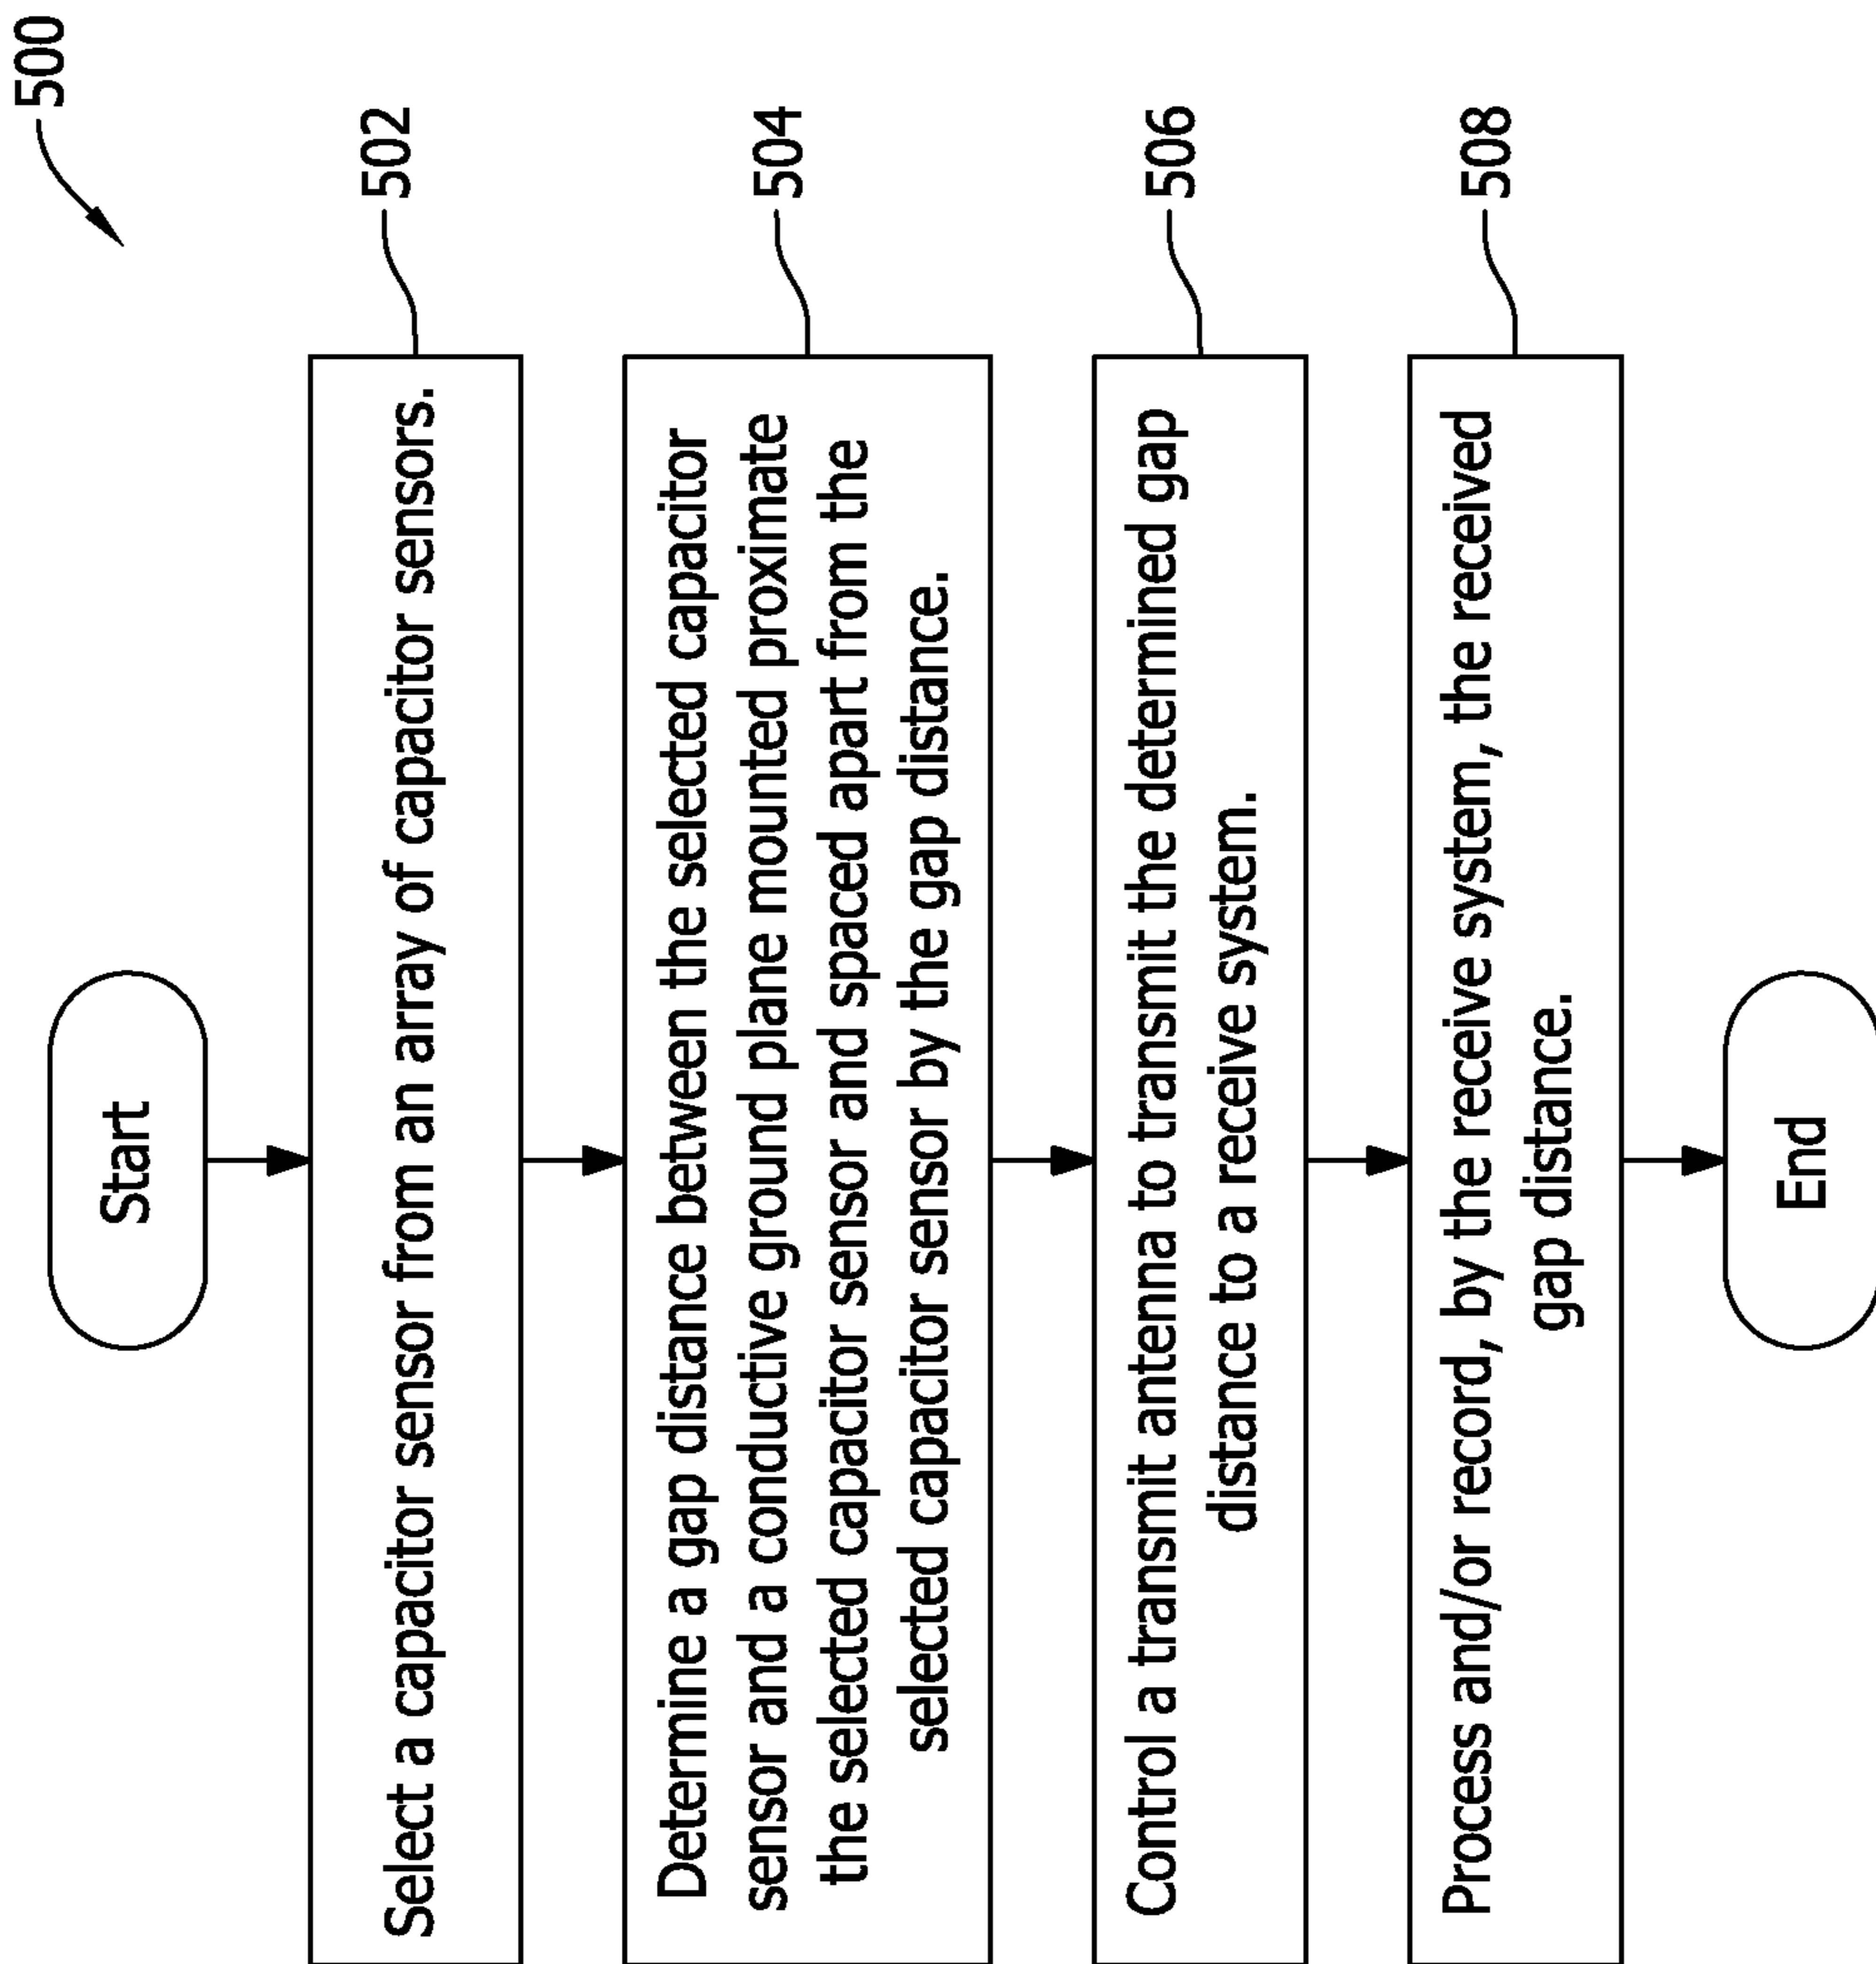 500
Start
Select a capacitor sensor from an array of capacitor sensors.
502
Determine a gap distance between the selected capacitor
sensor and a conductive ground plane mounted proximate
the selected capacitor sensor and spaced apart from the
selected capacitor sensor by the gap distance.
504
Control a transmit antenna to transmit the determined gap
distance to a receive system.
506
Process and/or record, by the receive system, the received
gap distance.
508
End